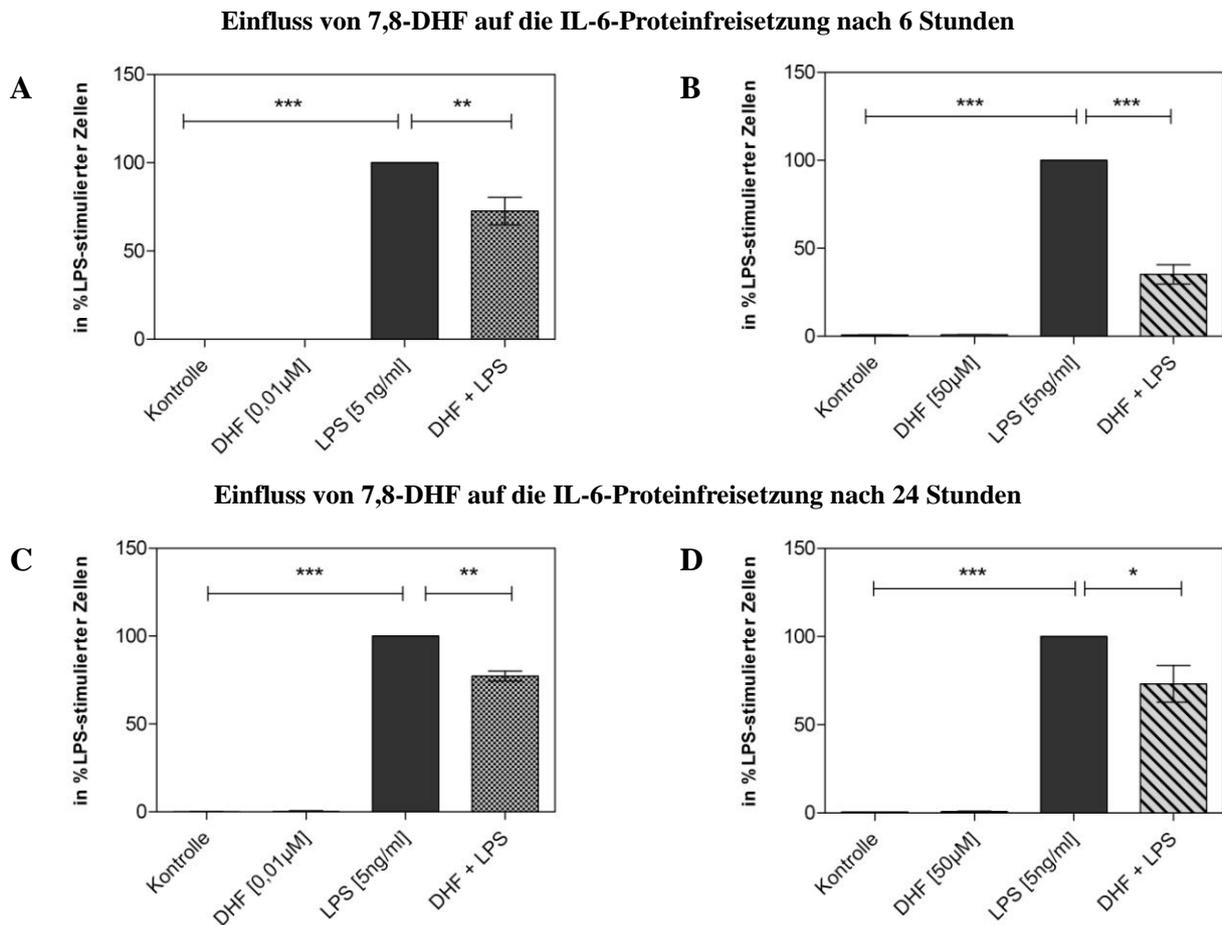 Einfluss von 7,8-DHF auf die IL-6-Proteinfreisetzung nach 6 Stunden
A
in %LPS-stimulierter Zellen
150
100
50
0
***
**
Kontrolle
DHF [0,01µM]
LPS [5 ng/ml]
DHF + LPS
B
in %LPS-stimulierter Zellen
150
100
50
0
***
***
Kontrolle
DHF [50µM]
LPS [5ng/ml]
DHF + LPS
Einfluss von 7,8-DHF auf die IL-6-Proteinfreisetzung nach 24 Stunden
C
in %LPS-stimulierter Zellen
150
100
50
0
***
**
Kontrolle
DHF [0,01µM]
LPS [5ng/ml]
DHF + LPS
D
in %LPS-stimulierter Zellen
150
100
50
0
***
*
Kontrolle
DHF [50µM]
LPS [5ng/ml]
DHF + LPS